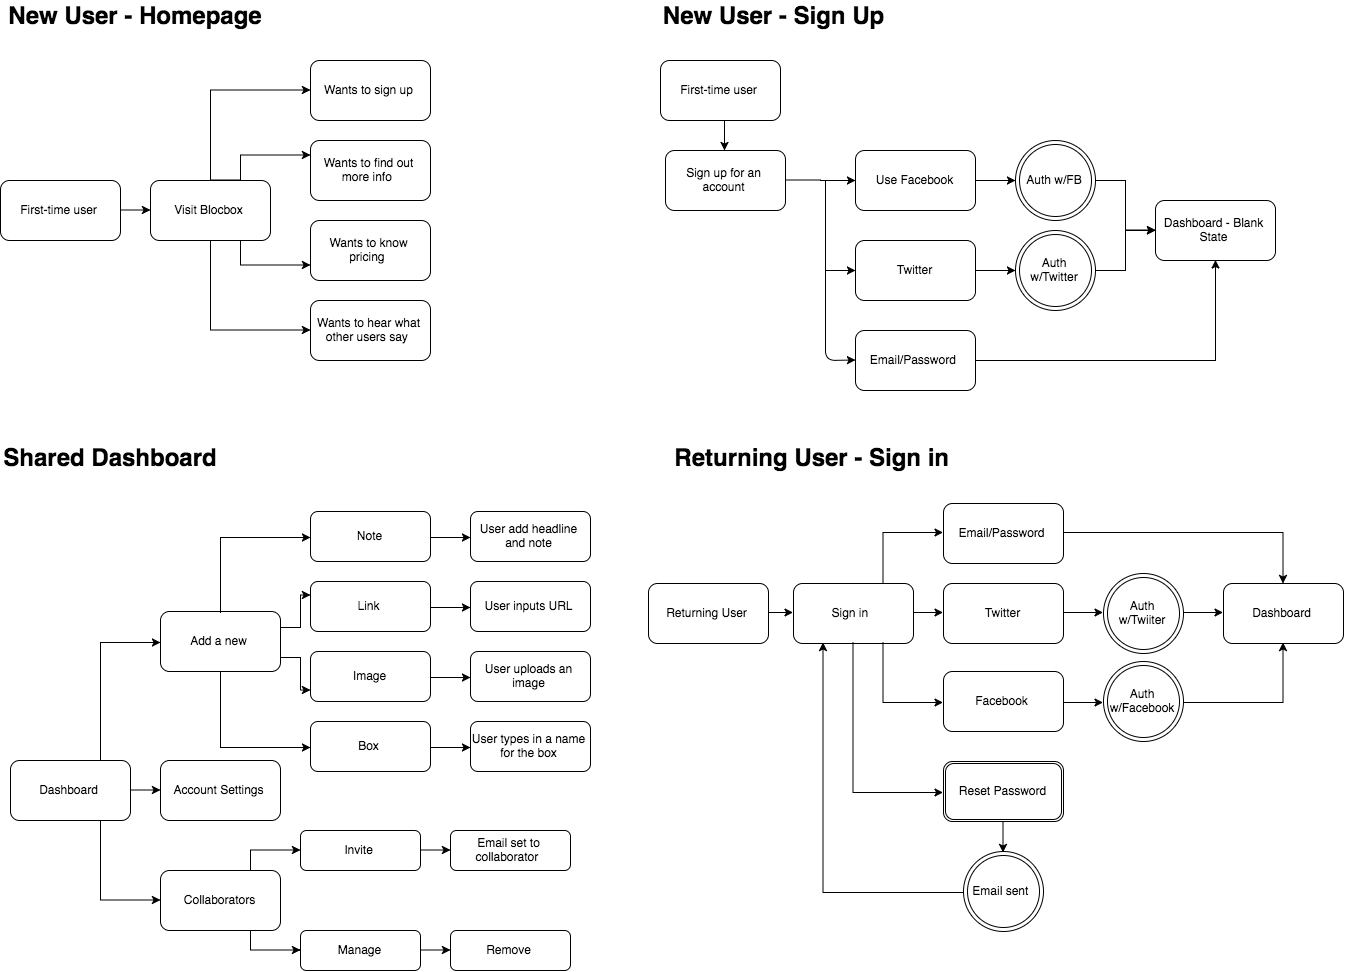 New User - Homepage
First-time user
Visit Blocbox
Wants to sign up
Wants to find out
more info
Wants to know
pricing
Wants to hear what
other users say
New User - Sign Up
First-time user
Sign up for an
account
Use Facebook
Auth w/FB
Twitter
Auth
w/Twitter
Email/Password
Dashboard - Blank
State
Shared Dashboard
Dashboard
Add a new
Note
User add headline
and note
Link
User inputs URL
Image
User uploads an
image
Box
User types in a name
for the box
Account Settings
Collaborators
Invite
Email set to
collaborator
Manage
Remove
Returning User - Sign in
Returning User
Sign in
Email/Password
Twitter
Auth
w/Twiiter
Dashboard
Facebook
Auth
w/Facebook
Reset Password
Email sent